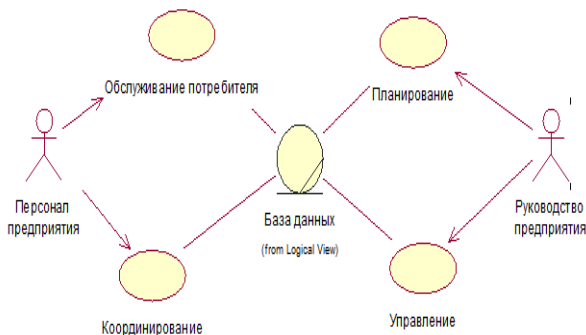 Обслуживание потребителя
Планирование
Персонал
предприятия
База данных
(from Logical View)
Руководство
предприятия
Координирование
Управление